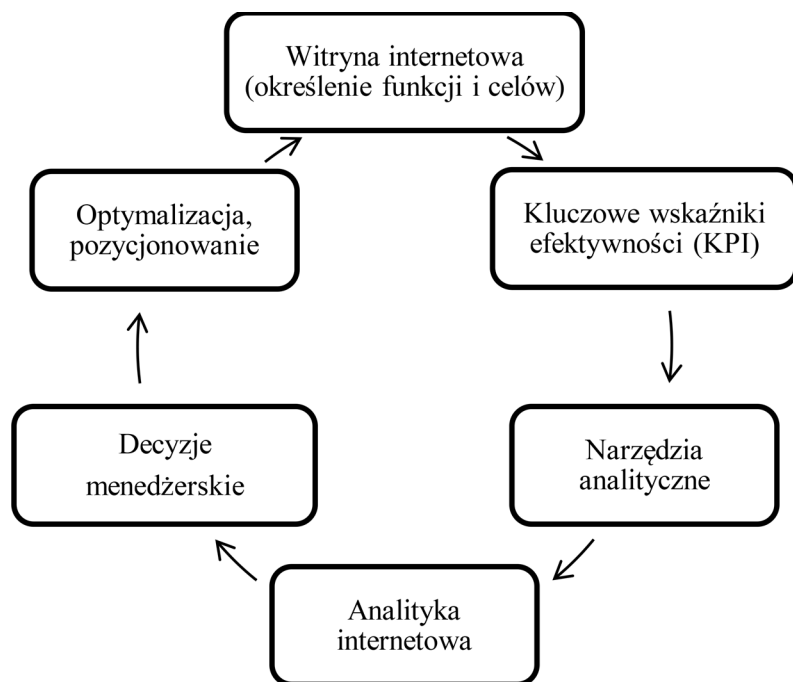 Witryna internetowa
(określenie funkcji i celów)
Kluczowe wskaźniki
efektywności (KPI)
Narzędzia
analityczne
Analityka
internetowa
Decyzje
menedżerskie
Optymalizacja,
pozycjonowanie